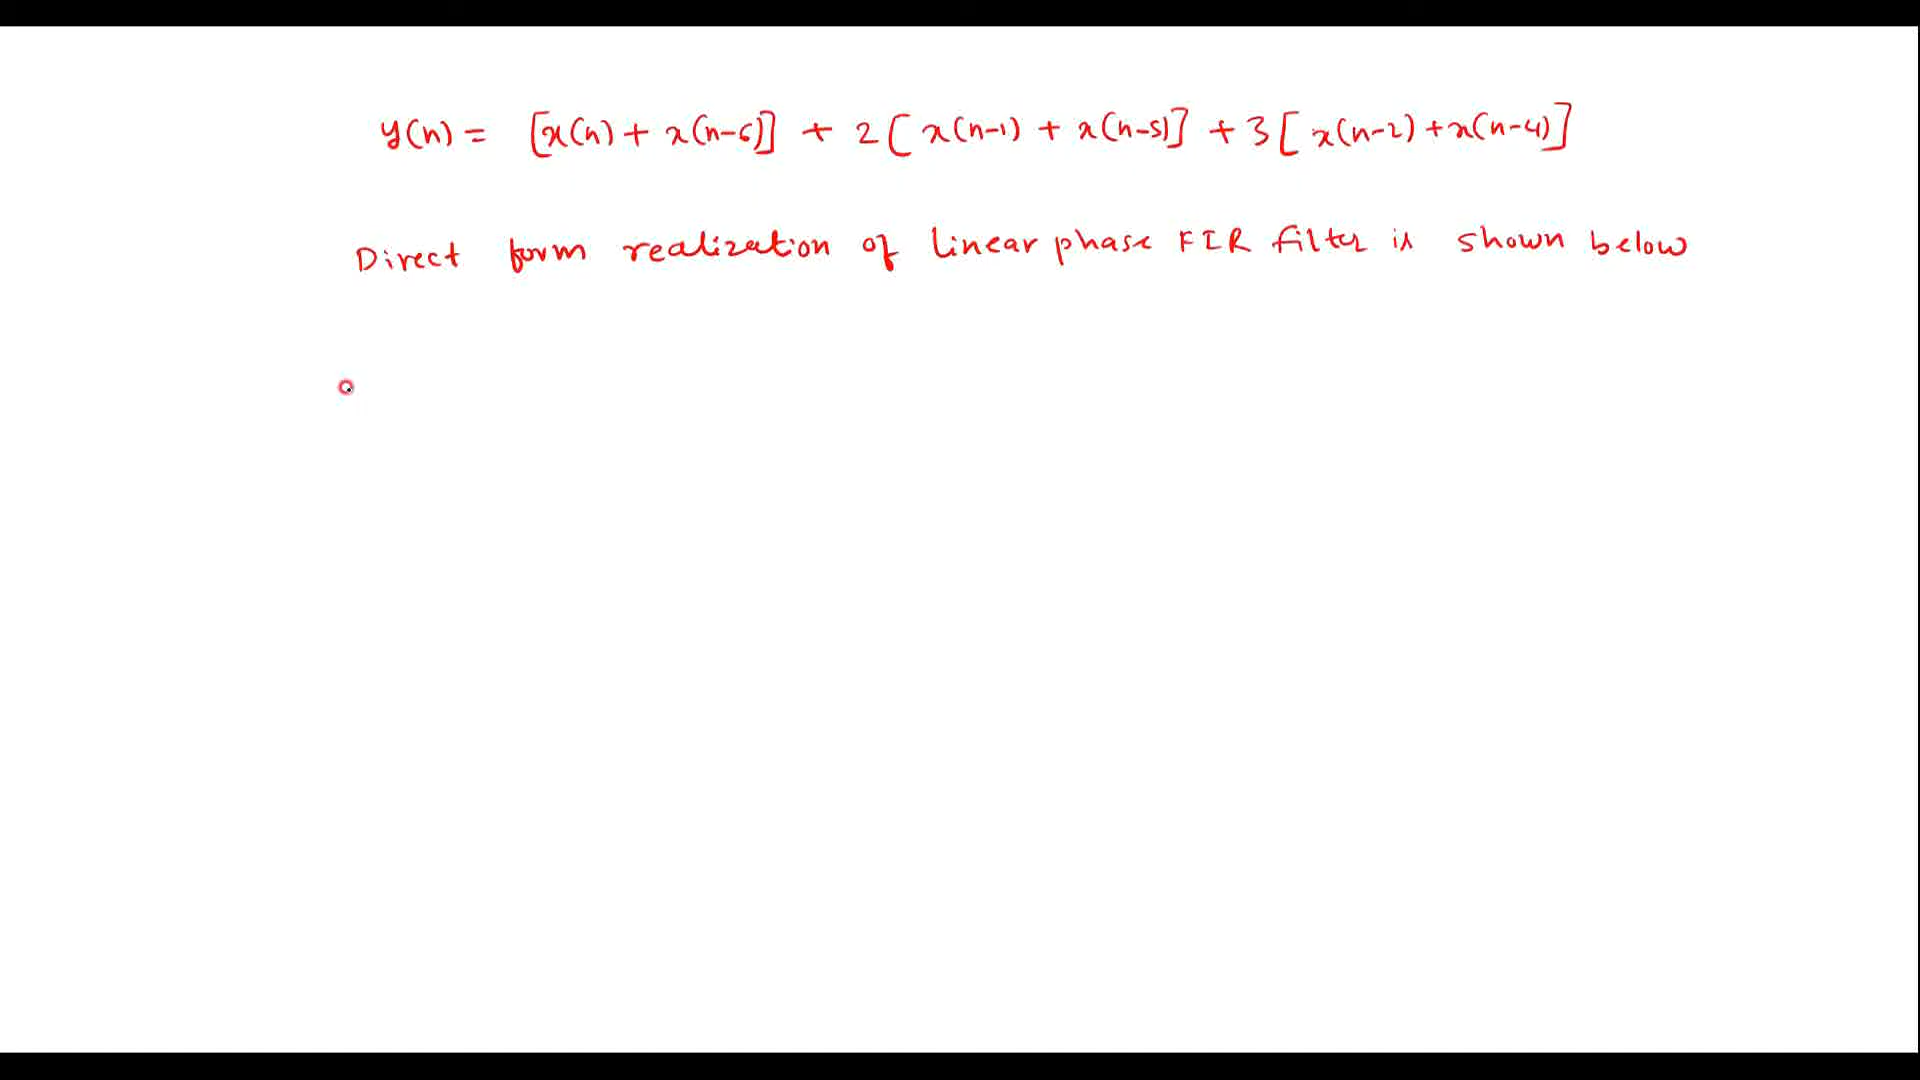 y(n) = [x(n) + x(n-6)] + 2[x(n-1) + x(n-5)] + 3[x(n-2) + x(n-4)]
Direct form realization of linear phase FIR filter is shown below